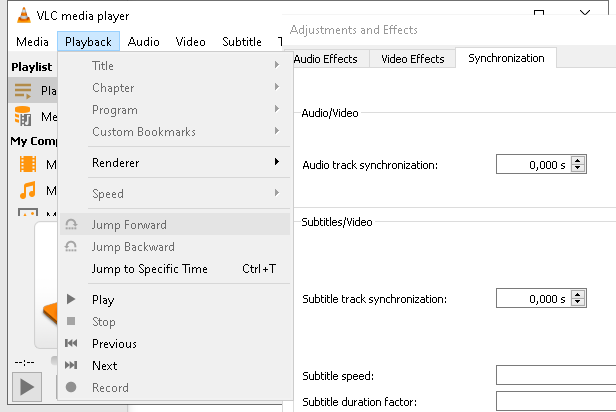 VLC media player
Media Playback Audio Video Subtitle T
Adjustments and Effects
Audio Effects Video Effects Synchronization
Playlist
Pla
Me
My Comp
M
M
M
Title
Chapter
Program
Custom Bookmarks
Renderer
Speed
Jump Forward
Jump Backward
Jump to Specific Time Ctrl+T
Play
Stop
Previous
Next
Record
--:--
Audio/Video
Audio track synchronization: 0,000 s
Subtitles/Video
Subtitle track synchronization: 0,000 s
Subtitle speed:
Subtitle duration factor: